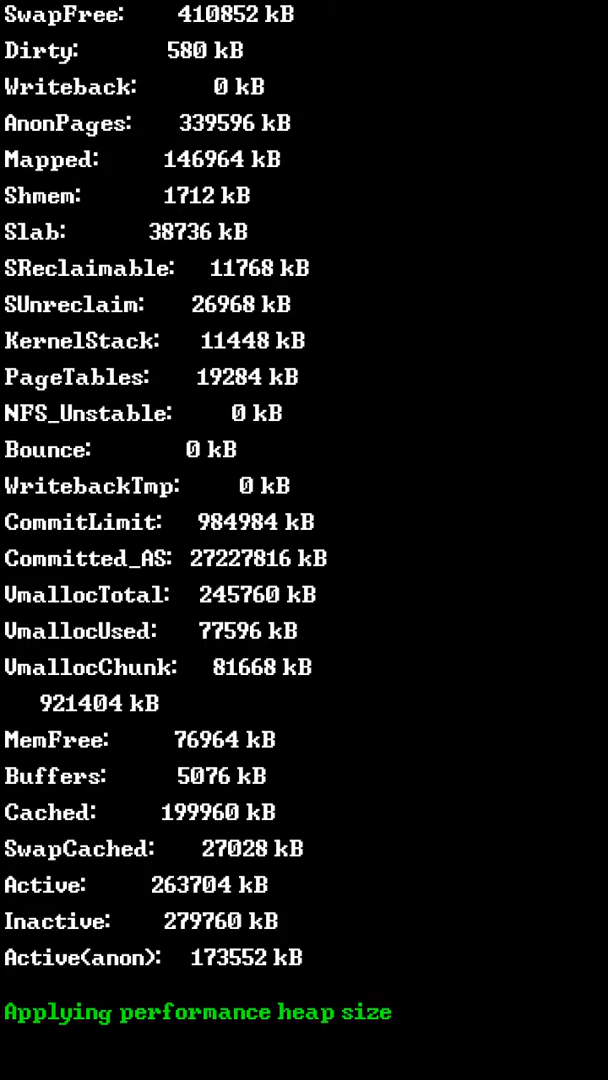 SwapFree: 410852 kB
Dirty: 580 kB
Writeback: 0 kB
AnonPages: 339596 kB
Mapped: 146964 kB
Shmem: 1712 kB
Slab: 38736 kB
SReclaimable: 11768 kB
SUnreclaim: 26968 kB
KernelStack: 11448 kB
PageTables: 19284 kB
NFS_Unstable: 0 kB
Bounce: 0 kB
WritebackTmp: 0 kB
CommitLimit: 984984 kB
Committed_AS: 27227816 kB
VmallocTotal: 245760 kB
VmallocUsed: 77596 kB
VmallocChunk: 81668 kB
921404 kB
MemFree: 76964 kB
Buffers: 5076 kB
Cached: 199960 kB
SwapCached: 27028 kB
Active: 263704 kB
Inactive: 279760 kB
Active(anon): 173552 kB
Applying performance heap size